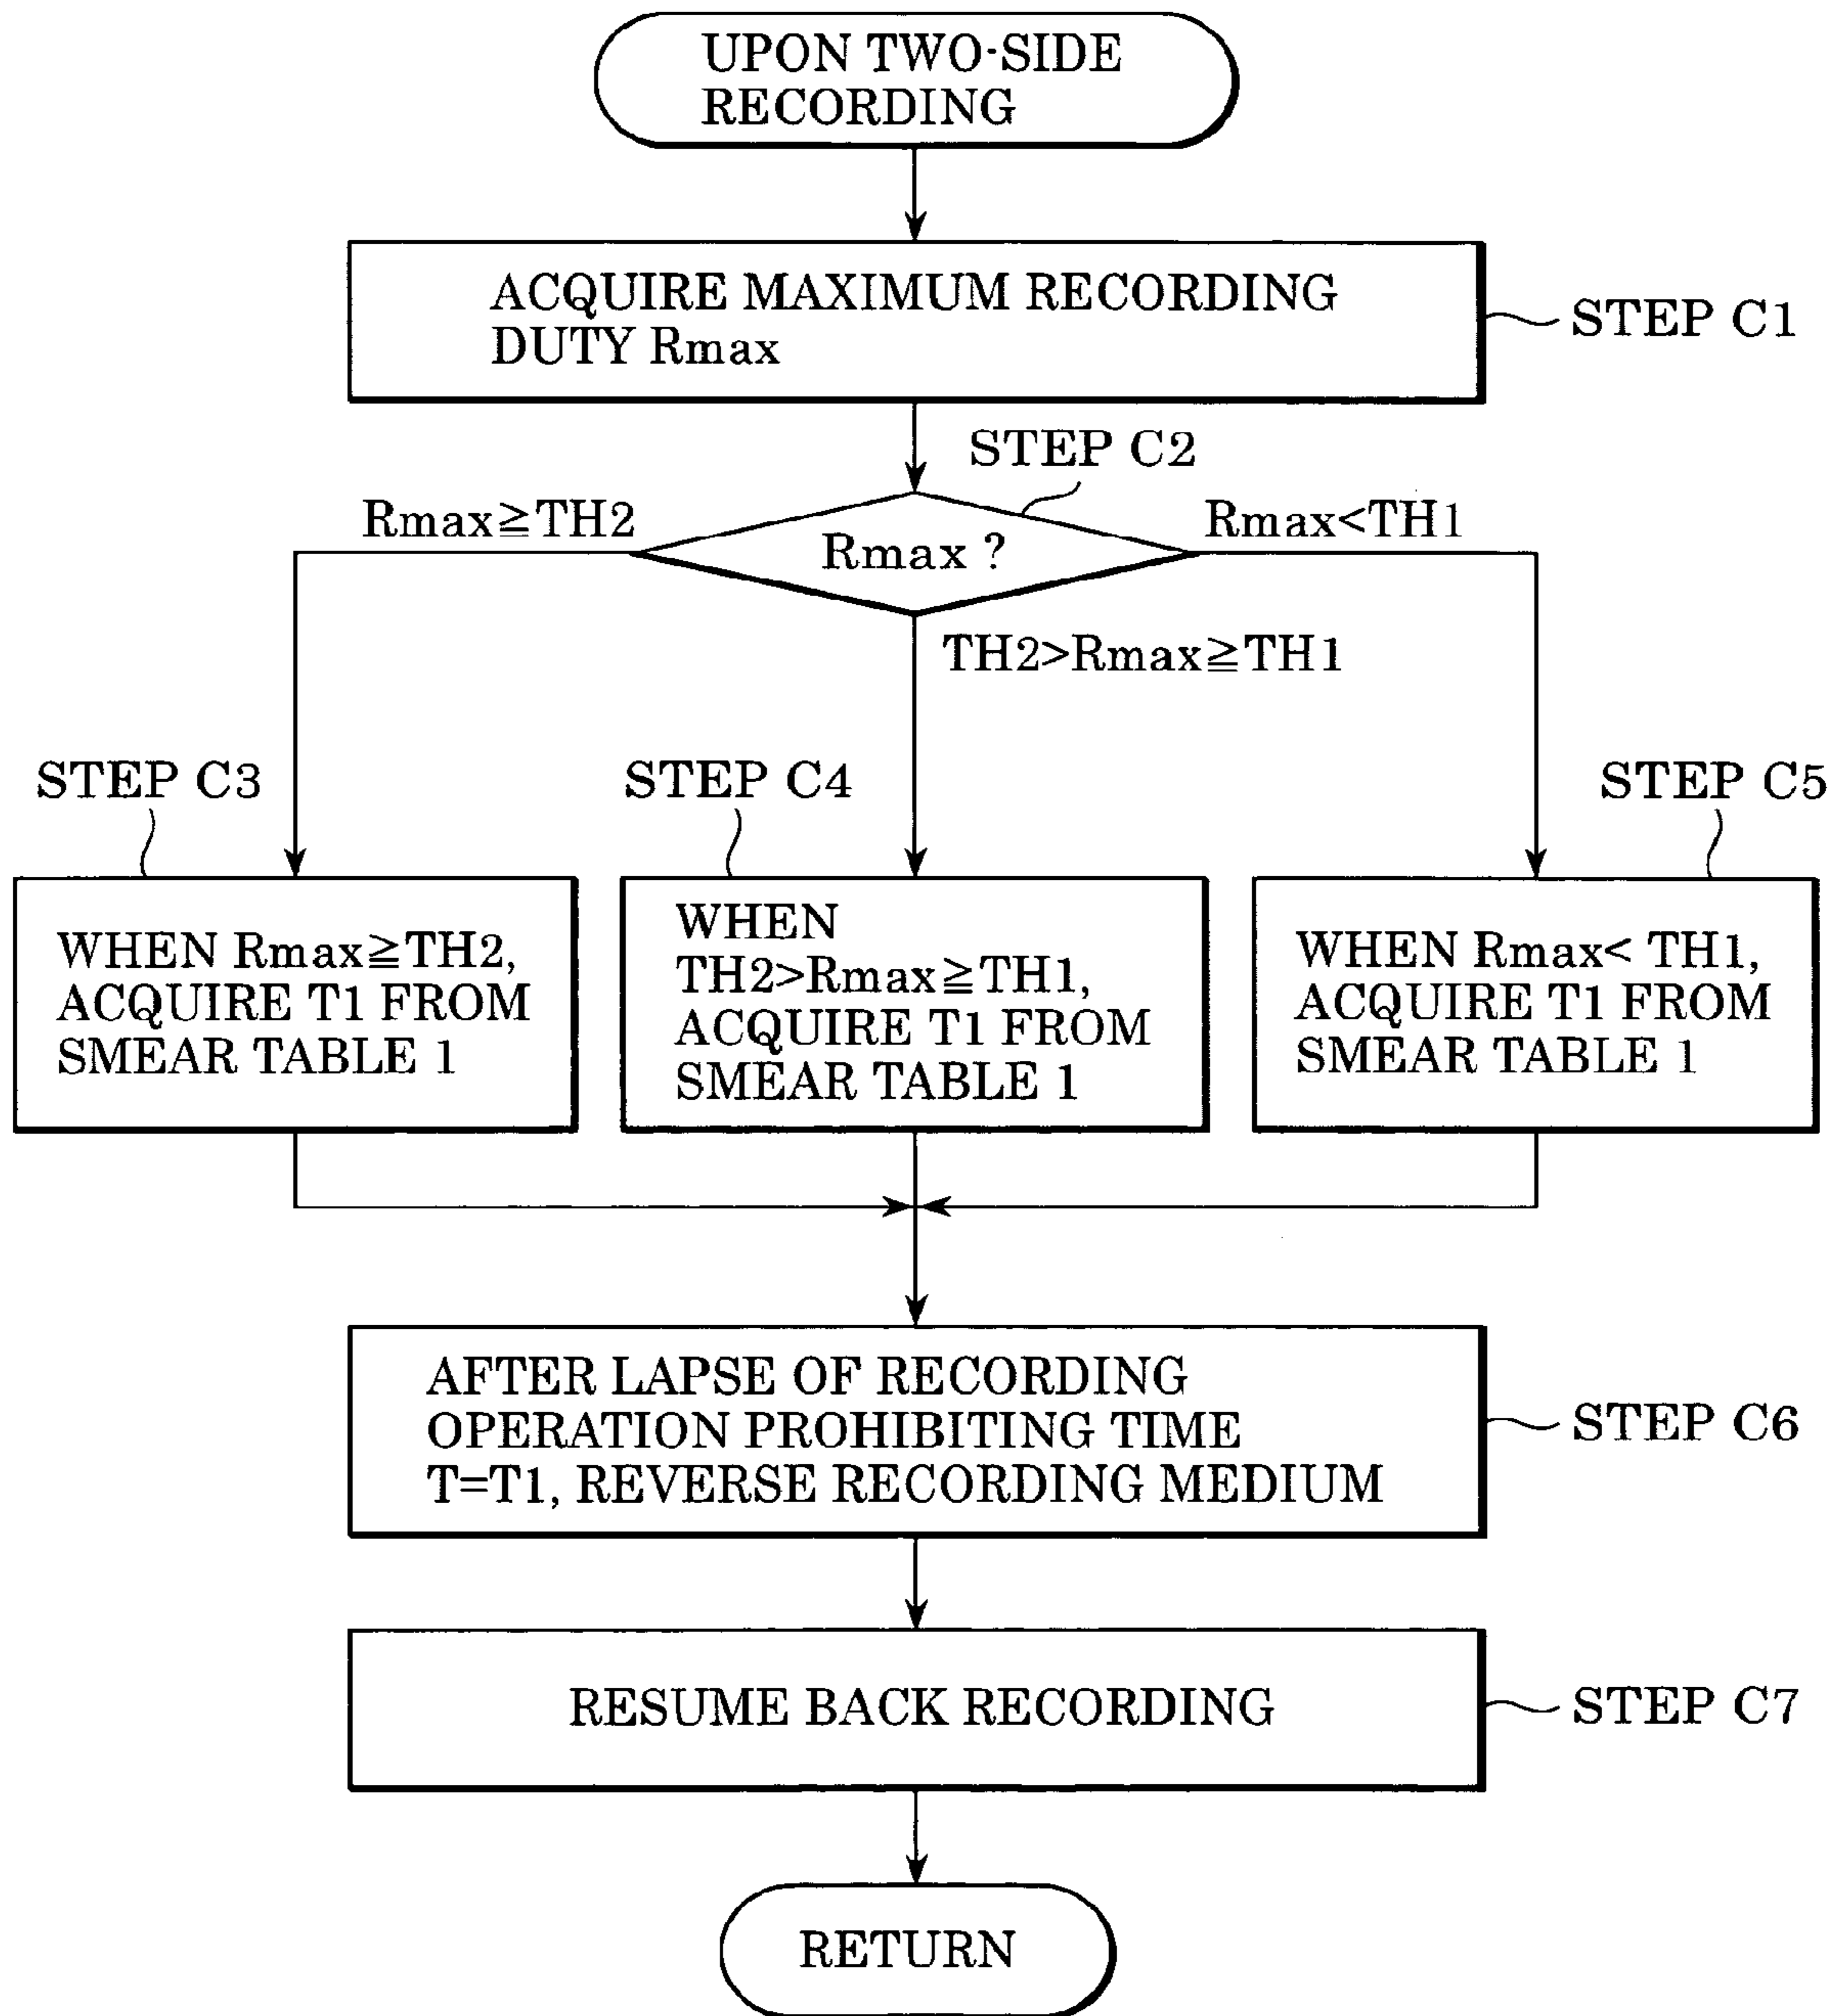 UPON TWO-SIDE
RECORDING
ACQUIRE MAXIMUM RECORDING
DUTY Rmax
STEP C1
STEP C2
Rmax≧TH2
Rmax<TH1
Rmax ?
TH2>Rmax≧TH1
STEP C3
STEP C4
STEP C5
WHEN Rmax≧TH2,
ACQUIRE T1 FROM
SMEAR TABLE 1
WHEN
TH2>Rmax≧TH1,
ACQUIRE T1 FROM
SMEAR TABLE 1
WHEN Rmax< TH1,
ACQUIRE T1 FROM
SMEAR TABLE 1
AFTER LAPSE OF RECORDING
OPERATION PROHIBITING TIME
T=T1, REVERSE RECORDING MEDIUM
STEP C6
RESUME BACK RECORDING
STEP C7
RETURN